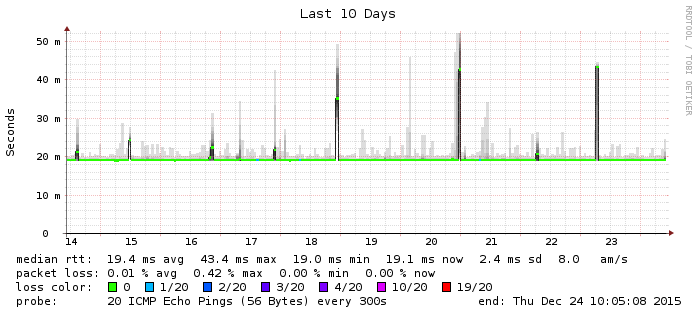 Last 10 Days
RRDTOOL / TOBI OETIKER
Seconds
50 m
40 m
30 m
20 m
10 m
0
14 15 16 17 18 19 20 21 22 23
median rtt: 19.4 ms avg 43.4 ms max 19.0 ms min 19.1 ms now 2.4 ms sd 8.0 am/s
packet loss: 0.01 % avg 0.42 % max 0.00 % min 0.00 % now
loss color: 0 1/20 2/20 3/20 4/20 10/20 19/20
probe: 20 ICMP Echo Pings (56 Bytes) every 300s end: Thu Dec 24 10:05:08 2015